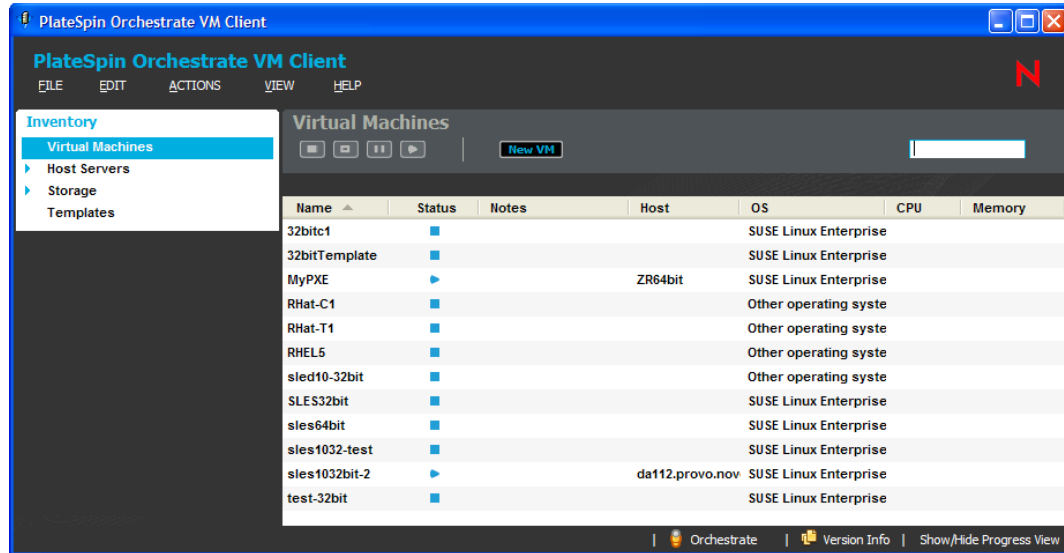 PlateSpin Orchestrate VM Client
PlateSpin Orchestrate VM Client
N
FILE EDIT ACTIONS VIEW HELP
Inventory
Virtual Machines
Host Servers
Storage
Templates
Virtual Machines
New VM
Name Status Notes Host OS CPU Memory
32bitc1 SUSE Linux Enterprise
32bitTemplate SUSE Linux Enterprise
MyPXE ZR64bit SUSE Linux Enterprise
RHat-C1 Other operating syste
RHat-T1 Other operating syste
RHEL5 Other operating syste
sled10-32bit Other operating syste
SLES32bit SUSE Linux Enterprise
sles64bit SUSE Linux Enterprise
sles1032-test SUSE Linux Enterprise
sles1032bit-2 da112.provo.nov SUSE Linux Enterprise
test-32bit SUSE Linux Enterprise
| Orchestrate | Version Info | Show/Hide Progress View